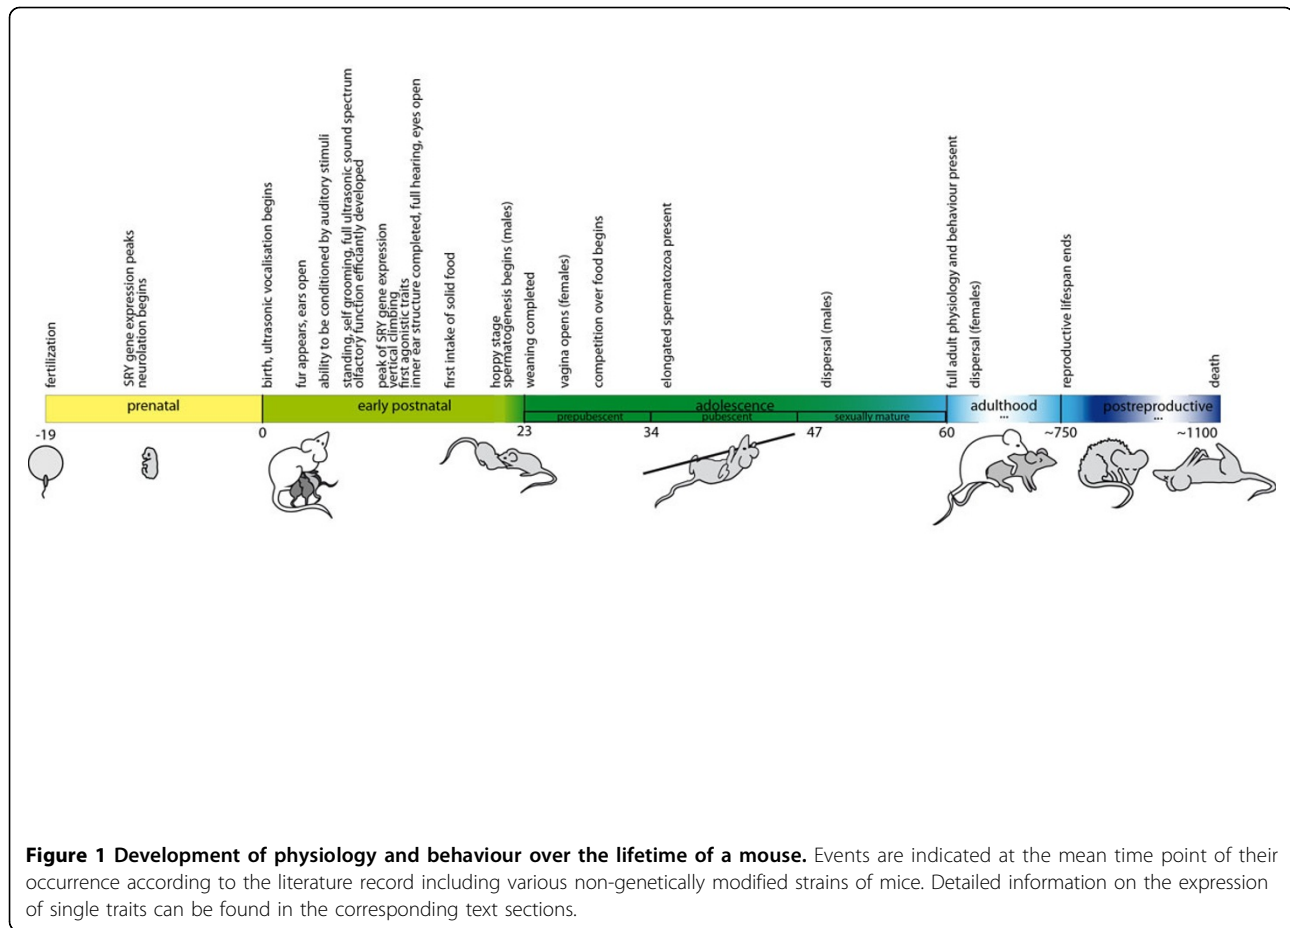 fertilization
SRY gene expression peaks
neurolation begins
birth, ultrasonic vocalisation begins
fur appears, ears open
ability to be conditioned by auditory stimuli
standing, self grooming, full ultrasonic sound spectrum
olfactory function efficiantly developed
peak of SRY gene expression
vertical climbing
first agonistic traits
inner ear structure completed, full hearing, eyes open
first intake of solid food
hoppy stage
spermatogenesis begins (males)
weaning completed
vagina opens (females)
competition over food begins
elongated spermatozoa present
dispersal (males)
full adult physiology and behaviour present
dispersal (females)
reproductive lifespan ends
death
prenatal
early postnatal
adolescence
adulthood
...
postreproductive
...
prepubescent
pubescent
sexually mature
-19
0
23
34
47
60
~750
~1100
Figure 1 Development of physiology and behaviour over the lifetime of a mouse. Events are indicated at the mean time point of their
occurrence according to the literature record including various non-genetically modified strains of mice. Detailed information on the expression
of single traits can be found in the corresponding text sections.